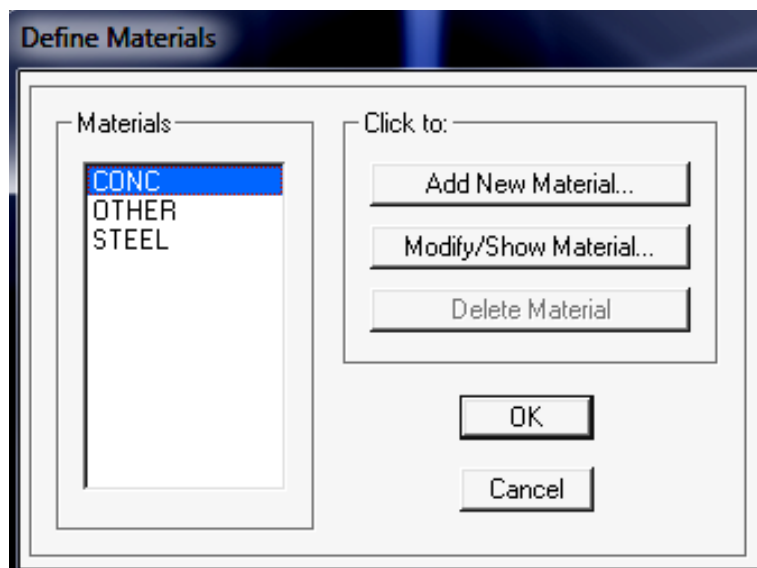 Define Materials
Materials
CONC
OTHER
STEEL
Click to:
Add New Material...
Modify/Show Material...
Delete Material
OK
Cancel